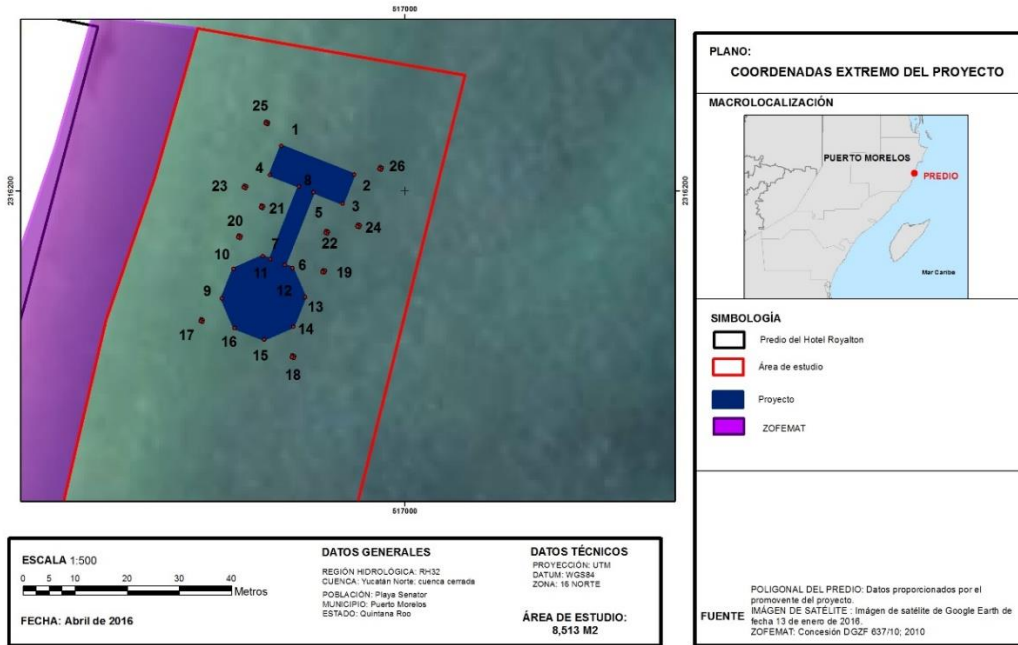 517000
2316200
2316200
25
1
26
4
8
2
23
5
3
21
24
20
22
7
10
11
6
19
12
9
13
14
17
16
15
18
517000
PLANO:
COORDENADAS EXTREMO DEL PROYECTO
MACROLOCALIZACIÓN
PUERTO MORELOS
PREDIO
Mar Caribe
SIMBOLOGÍA
Predio del Hotel Royalton
Área de estudio
Proyecto
ZOFEMAT
FUENTE
POLIGONAL DEL PREDIO: Datos proporcionados por el
promovente del proyecto.
IMÁGEN DE SATÉLITE : Imágen de satélite de Google Earth de
fecha 13 de enero de 2016.
ZOFEMAT: Concesión DGZF 637/10; 2010
ESCALA 1:500
0 5 10 20 30 40
Metros
FECHA: Abril de 2016
DATOS GENERALES
REGIÓN HIDROLÓGICA: RH32
CUENCA: Yucatán Norte: cuenca cerrada
POBLACIÓN: Playa Senator
MUNICIPIO: Puerto Morelos
ESTADO: Quintana Roo
DATOS TÉCNICOS
PROYECCIÓN: UTM
DATUM: WGS84
ZONA: 16 NORTE
ÁREA DE ESTUDIO:
8,513 M2